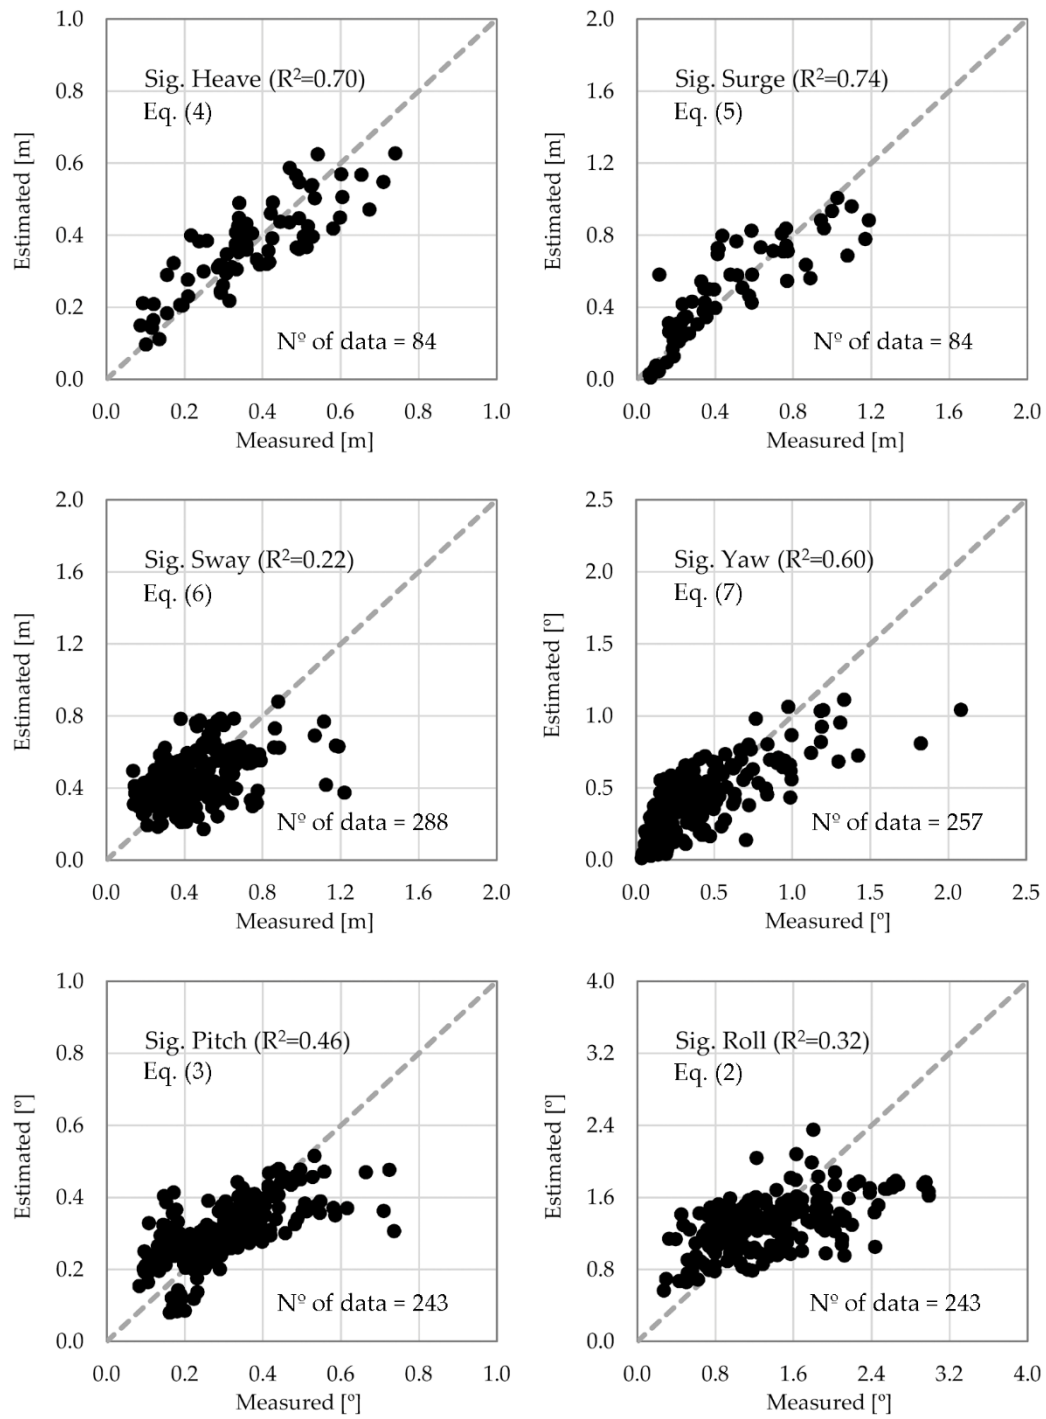 1.0
0.8
0.6
0.4
0.2
0.0
Estimated [m]
Sig. Heave (R²=0.70)
Eq. (4)
Nº of data = 84
0.0 0.2 0.4 0.6 0.8 1.0
Measured [m]
2.0
1.6
1.2
0.8
0.4
0.0
Estimated [m]
Sig. Surge (R²=0.74)
Eq. (5)
Nº of data = 84
0.0 0.4 0.8 1.2 1.6 2.0
Measured [m]
2.0
1.6
1.2
0.8
0.4
0.0
Estimated [m]
Sig. Sway (R²=0.22)
Eq. (6)
Nº of data = 288
0.0 0.4 0.8 1.2 1.6 2.0
Measured [m]
2.5
2.0
1.5
1.0
0.5
0.0
Estimated [º]
Sig. Yaw (R²=0.60)
Eq. (7)
Nº of data = 257
0.0 0.5 1.0 1.5 2.0 2.5
Measured [º]
1.0
0.8
0.6
0.4
0.2
0.0
Estimated [º]
Sig. Pitch (R²=0.46)
Eq. (3)
Nº of data = 243
0.0 0.2 0.4 0.6 0.8 1.0
Measured [º]
4.0
3.2
2.4
1.6
0.8
0.0
Estimated [º]
Sig. Roll (R²=0.32)
Eq. (2)
Nº of data = 243
0.0 0.8 1.6 2.4 3.2 4.0
Measured [º]